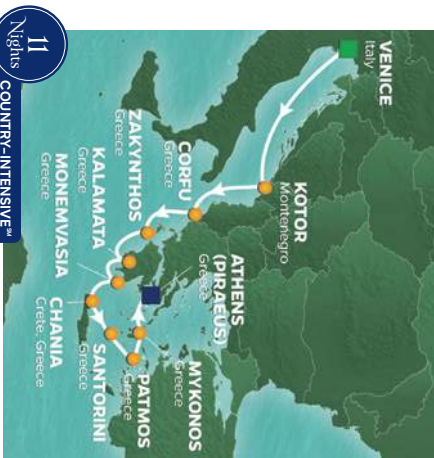 VENICE
Italy
KOTOR
Montenegro
CORFU
Greece
ZAKYNTHOS
Greece
KALAMATA
Greece
MONEMVASIA
Greece
CHANIA
Crete, Greece
SANTORINI
Greece
PATMOS
Greece
MYKONOS
Greece
ATHENS
(PIRAEUS)
Greece
11
Nights
COUNTRY-INTENSIVE℠